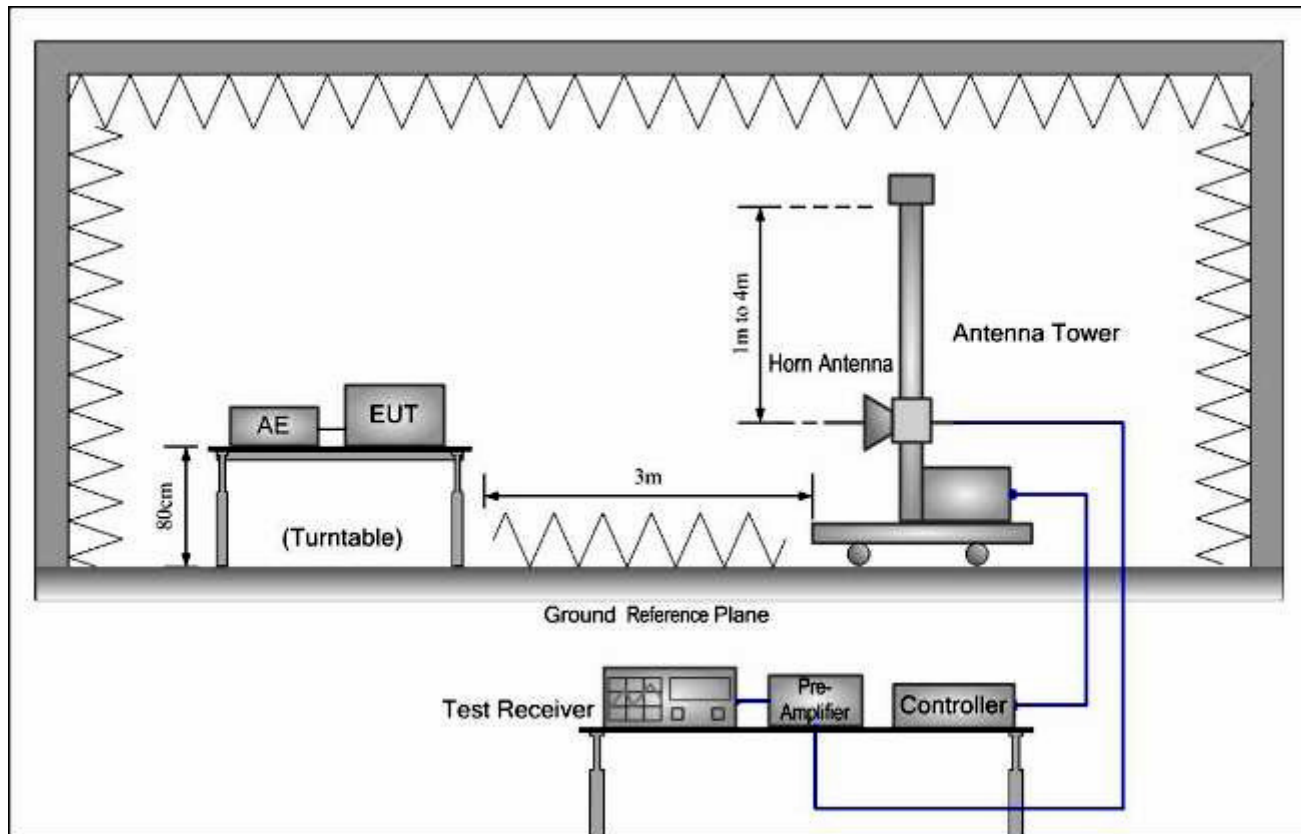 1m to 4m
Antenna Tower
Horn Antenna
AE
EUT
80cm
3m
(Turntable)
Ground Reference Plane
Test Receiver
Pre-
Amplifier
Controller